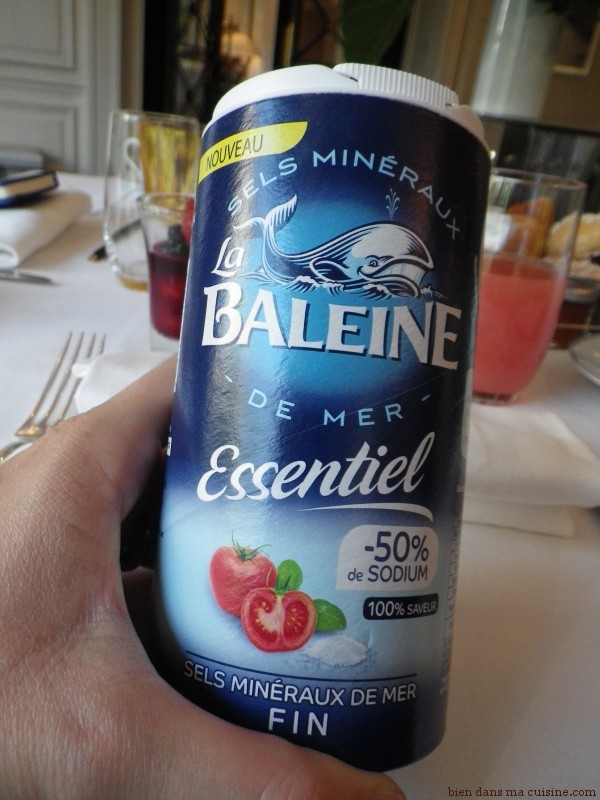 NOUVEAU
SELS MINÉRAUX
La
BALEINE
- DE MER -
Essentiel
-50%
de SODIUM
100% SAVEUR
SELS MINÉRAUX DE MER
FIN
bien dans ma cuisine.com